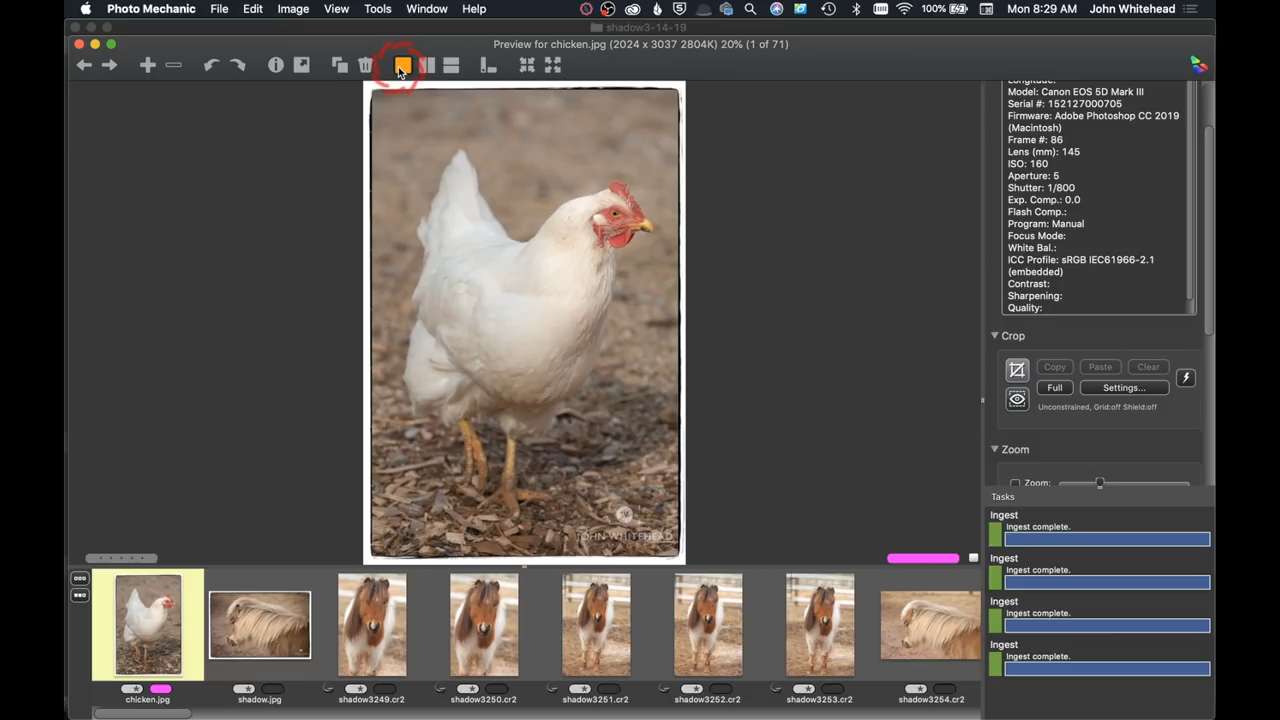 Photo Mechanic File Edit Image View Tools Window Help 100% Mon 8:29 AM John Whitehead
shadow3-14-19
Preview for chicken.jpg (2024 x 3037 2804K) 20% (1 of 71)
Model: Canon EOS 5D Mark III
Serial #: 152127000705
Firmware: Adobe Photoshop CC 2019
(Macintosh)
Frame #: 86
Lens (mm): 145
ISO: 160
Aperture: 5
Shutter: 1/800
Exp. Comp.: 0.0
Flash Comp.:
Program: Manual
Focus Mode:
White Bal.:
ICC Profile: sRGB IEC61966-2.1
(embedded)
Contrast:
Sharpening:
Quality:
Crop
Copy Paste Clear
Full Settings...
Unconstrained, Grid:off Shield:off
Zoom
Zoom:
Tasks
Ingest
Ingest complete.
Ingest
Ingest complete.
Ingest
Ingest complete.
Ingest
Ingest complete.
JOHN WHITEHEAD
chicken.jpg shadow.jpg shadow3249.cr2 shadow3250.cr2 shadow3251.cr2 shadow3252.cr2 shadow3253.cr2 shadow3254.cr2